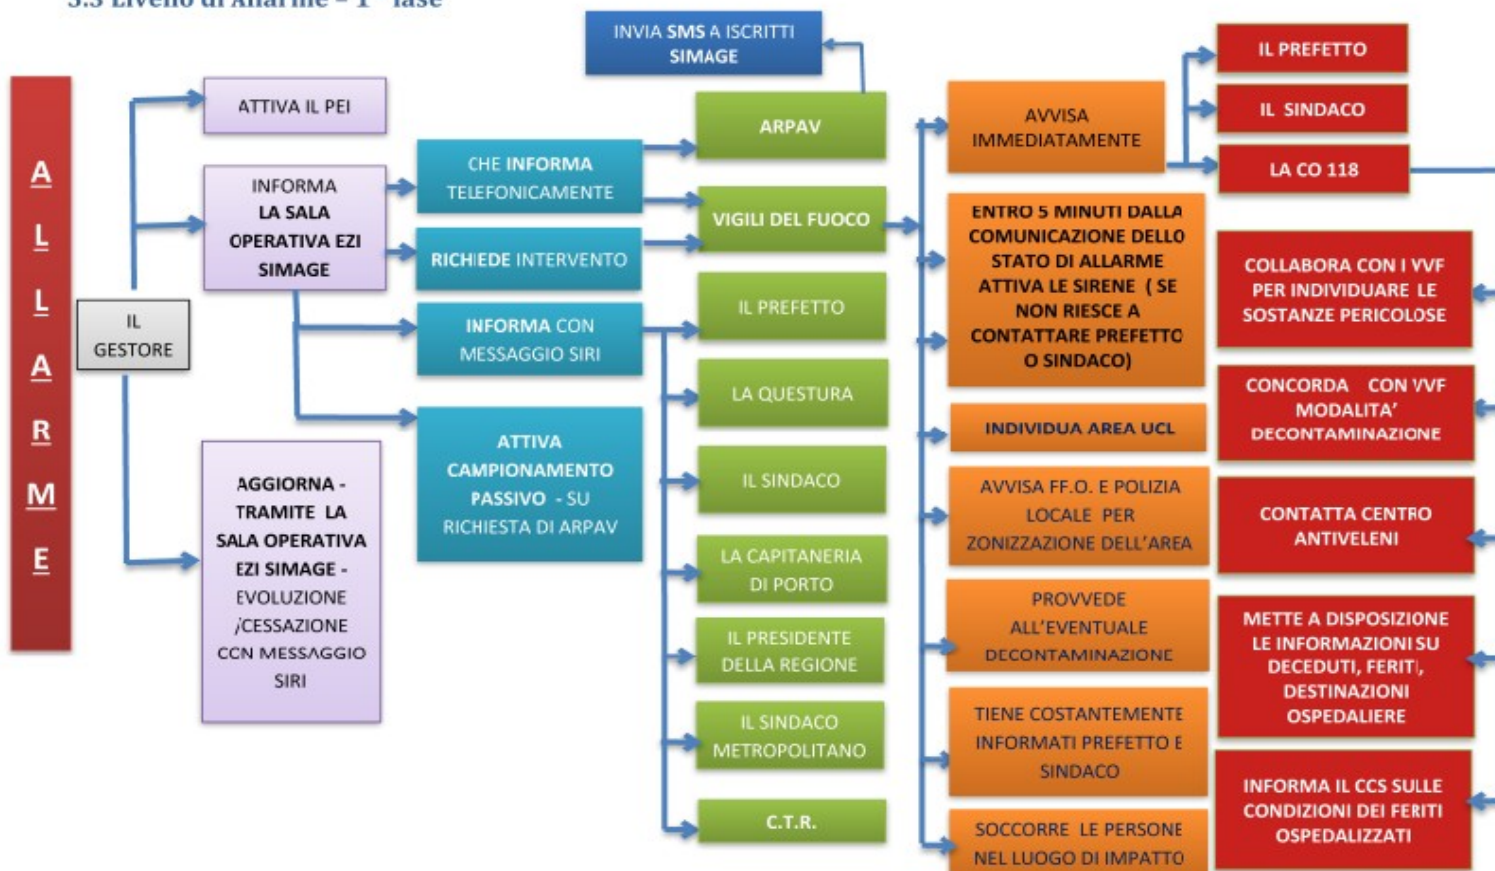 3.3 Livello di Allarme – 1^ fase
A
L
L
A
R
M
E
IL
GESTORE
ATTIVA IL PEI
INFORMA
LA SALA
OPERATIVA EZI
SIMAGE
AGGIORNA -
TRAMITE LA
SALA OPERATIVA
EZI SIMAGE -
EVOLUZIONE
/CESSAZIONE
CON MESSAGGIO
SIRI
CHE INFORMA
TELEFONICAMENTE
RICHIEDE INTERVENTO
INFORMA CON
MESSAGGIO SIRI
ATTIVA
CAMPIONAMENTO
PASSIVO - SU
RICHIESTA DI ARPAV
INVIA SMS A ISCRITTI
SIMAGE
ARPAV
VIGILI DEL FUOCO
IL PREFETTO
LA QUESTURA
IL SINDACO
LA CAPITANERIA
DI PORTO
IL PRESIDENTE
DELLA REGIONE
IL SINDACO
METROPOLITANO
C.T.R.
AVVISA
IMMEDIATAMENTE
ENTRO 5 MINUTI DALLA
COMUNICAZIONE DELLO
STATO DI ALLARME
ATTIVA LE SIRENE ( SE
NON RIESCE A
CONTATTARE PREFETTO
O SINDACO)
INDIVIDUA AREA UCL
AVVISA FF.O. E POLIZIA
LOCALE PER
ZONIZZAZIONE DELL'AREA
PROVVEDE
ALL'EVENTUALE
DECONTAMINAZIONE
TIENE COSTANTEMENTE
INFORMATI PREFETTO E
SINDACO
SOCCORRE LE PERSONE
NEL LUOGO DI IMPATTO
IL PREFETTO
IL SINDACO
LA CO 118
COLLABORA CON I VVF
PER INDIVIDUARE LE
SOSTANZE PERICOLOSE
CONCORDA CON VVF
MODALITA'
DECONTAMINAZIONE
CONTATTA CENTRO
ANTIVELENI
METTE A DISPOSIZIONE
LE INFORMAZIONI SU
DECEDUTI, FERITI,
DESTINAZIONI
OSPEDALIERE
INFORMA IL CCS SULLE
CONDIZIONI DEI FERITI
OSPEDALIZZATI